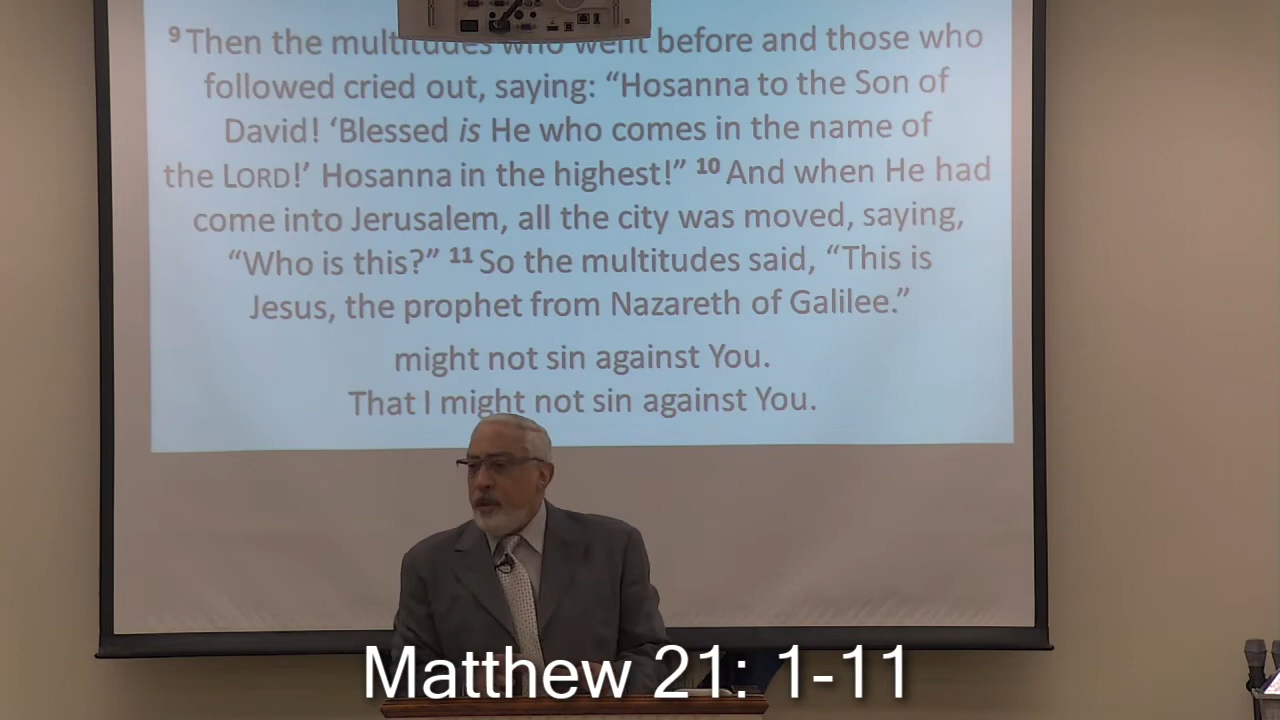 9 Then the multitudes who went before and those who
followed cried out, saying: “Hosanna to the Son of
David! ‘Blessed is He who comes in the name of
the LORD!’ Hosanna in the highest!” 10 And when He had
come into Jerusalem, all the city was moved, saying,
“Who is this?” 11 So the multitudes said, “This is
Jesus, the prophet from Nazareth of Galilee.”
might not sin against You.
That I might not sin against You.
Matthew 21: 1-11